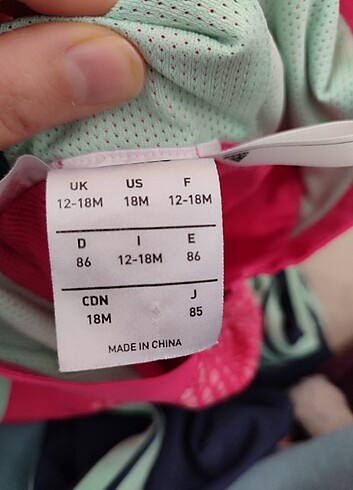 UK US F
12-18M 18M 12-18M
D I E
86 12-18M 86
CDN J
18M 85
MADE IN CHINA